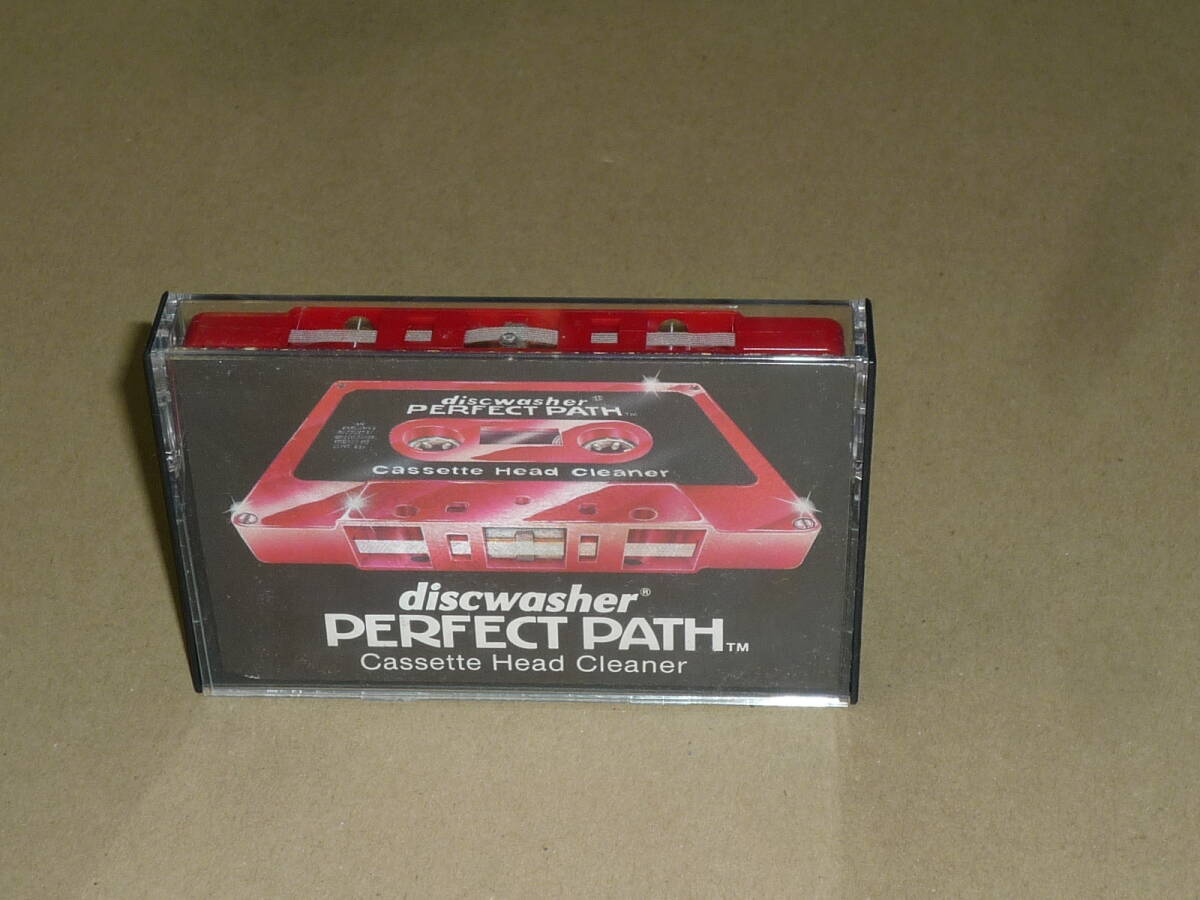 discwasher
PERFECT PATH™
Cassette Head Cleaner
discwasher®
PERFECT PATH™
Cassette Head Cleaner